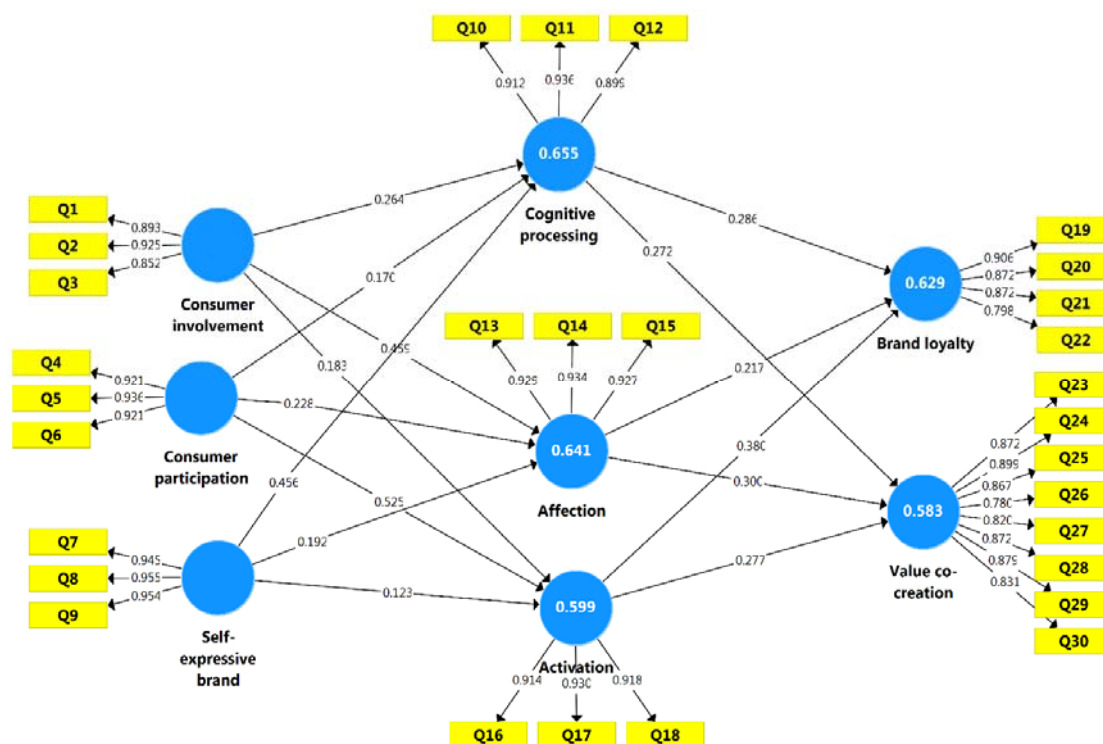 Q10 Q11 Q12
0.912 0.936 0.899
0.655
Cognitive
processing
Q1
Q2
Q3
0.893
0.925
0.852
Consumer
involvement
0.264
0.459
0.183
Q4
Q5
Q6
0.921
0.936
0.921
Consumer
participation
0.170
0.228
0.525
Q7
Q8
Q9
0.945
0.955
0.954
Self-
expressive
brand
0.456
0.192
0.123
Q13 Q14 Q15
0.929 0.934 0.927
0.641
Affection
0.599
Activation
0.914 0.930 0.918
Q16 Q17 Q18
0.286
0.272
0.217
0.300
0.380
0.277
0.629
Brand loyalty
0.906
0.872
0.872
0.798
Q19
Q20
Q21
Q22
0.583
Value co-
creation
0.872
0.899
0.867
0.780
0.820
0.872
0.879
0.831
Q23
Q24
Q25
Q26
Q27
Q28
Q29
Q30